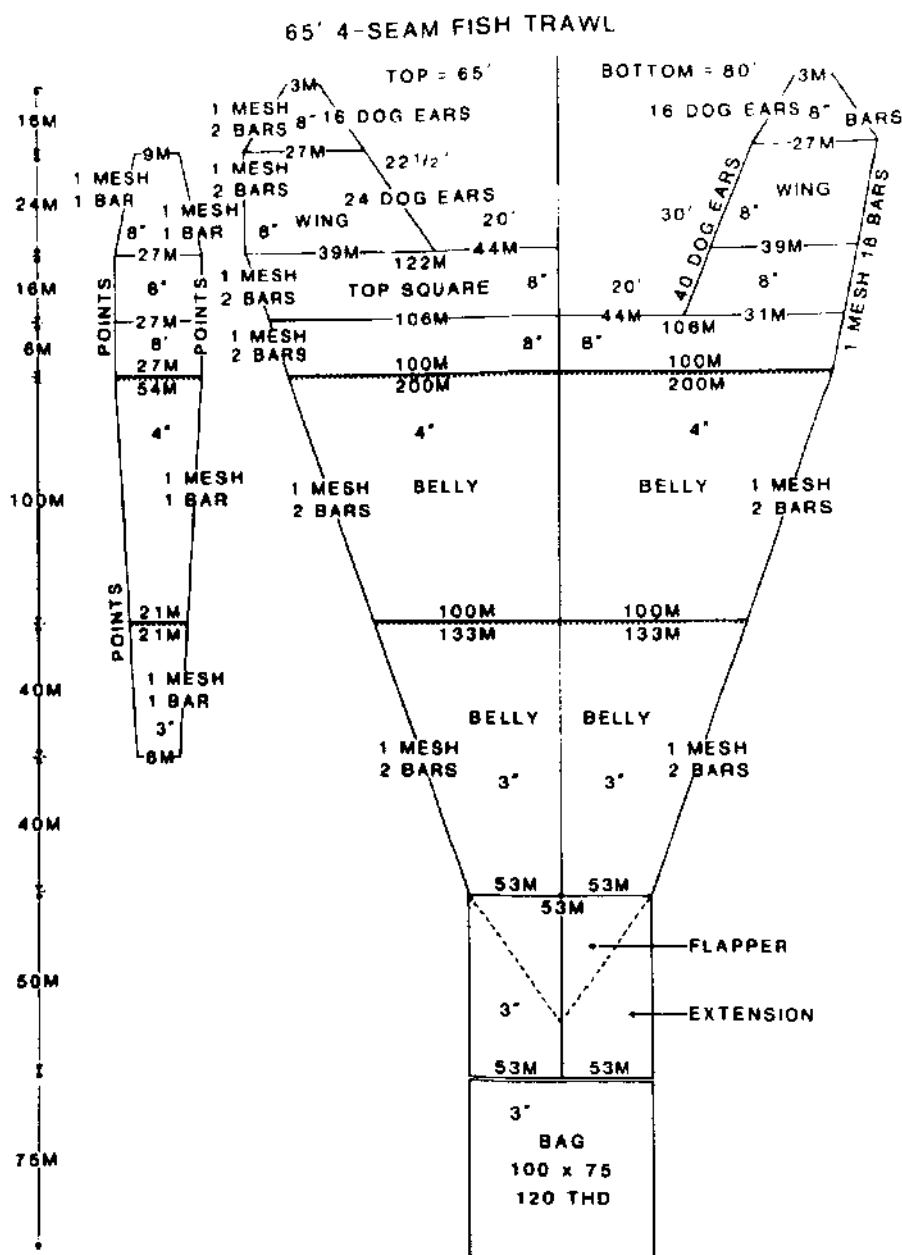 65' 4-SEAM FISH TRAWL
TOP = 65'
BOTTOM = 80'
3M
3M
1 MESH
2 BARS
8"
16 DOG EARS
16 DOG EARS
8"
BARS
16M
27M
27M
9M
1 MESH
2 BARS
22 1/2'
1 MESH
1 BAR
24M
24 DOG EARS
WING
WING
8"
1 MESH
1 BAR
8"
8"
20'
30'
40 DOG EARS
1 MESH 18 BARS
27M
39M
122M
44M
39M
1 MESH
2 BARS
8"
16M
POINTS
8"
POINTS
TOP SQUARE
20'
8"
27M
106M
44M
106M
31M
1 MESH
2 BARS
8'
8"
8"
6M
27M
54M
100M
200M
100M
200M
4"
4"
4"
1 MESH
1 BAR
1 MESH
2 BARS
BELLY
BELLY
1 MESH
2 BARS
100M
POINTS
21M
21M
100M
133M
100M
133M
1 MESH
1 BAR
40M
3"
BELLY
BELLY
6M
1 MESH
2 BARS
1 MESH
2 BARS
3"
3"
40M
53M
53M
53M
FLAPPER
50M
3"
EXTENSION
53M
53M
3"
BAG
75M
100 x 75
120 THD